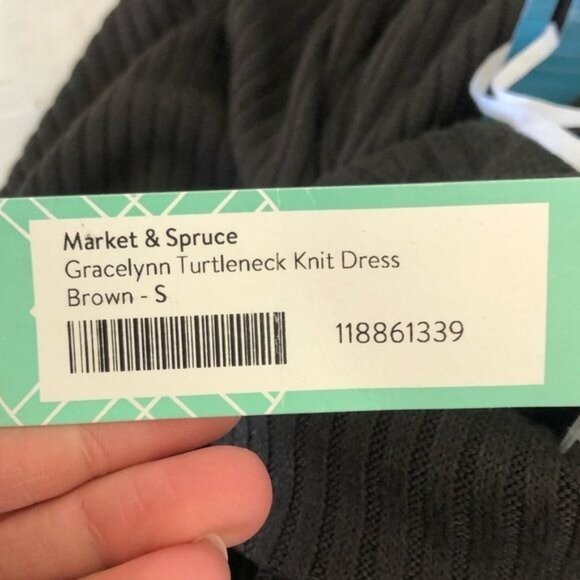 Market & Spruce
Gracelynn Turtleneck Knit Dress
Brown - S
118861339